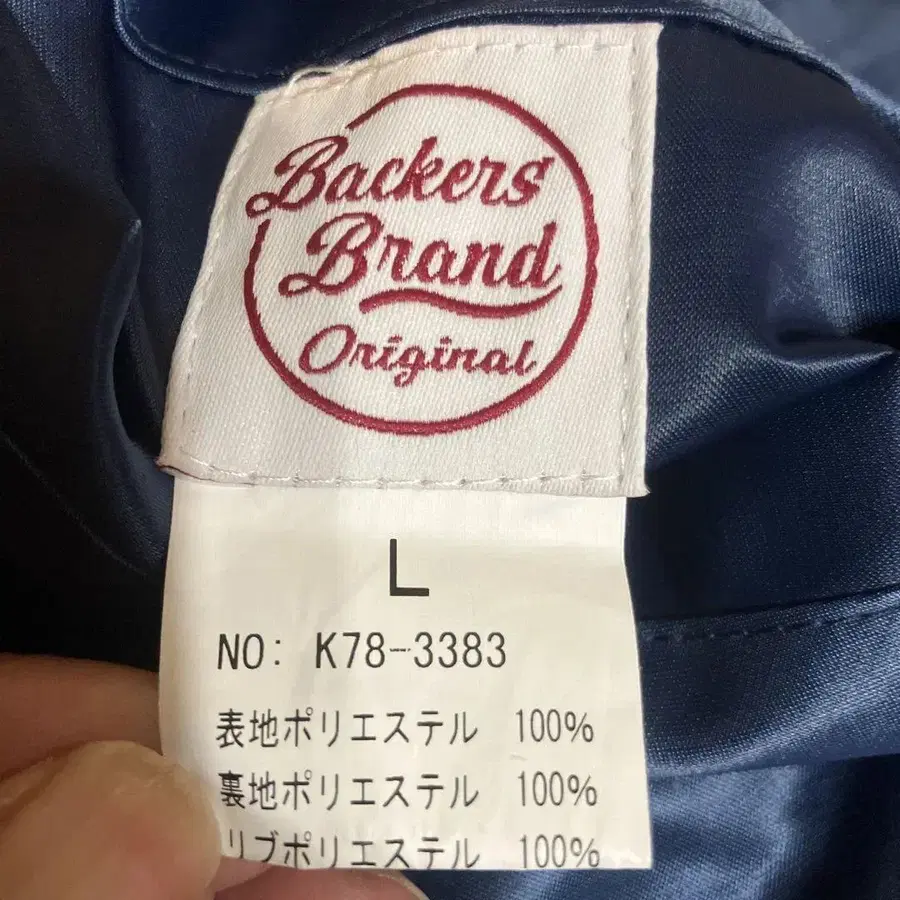 Backers
Brand
Original
L
NO: K78-3383
表地ポリエステル 100%
裏地ポリエステル 100%
リブポリエステル 100%